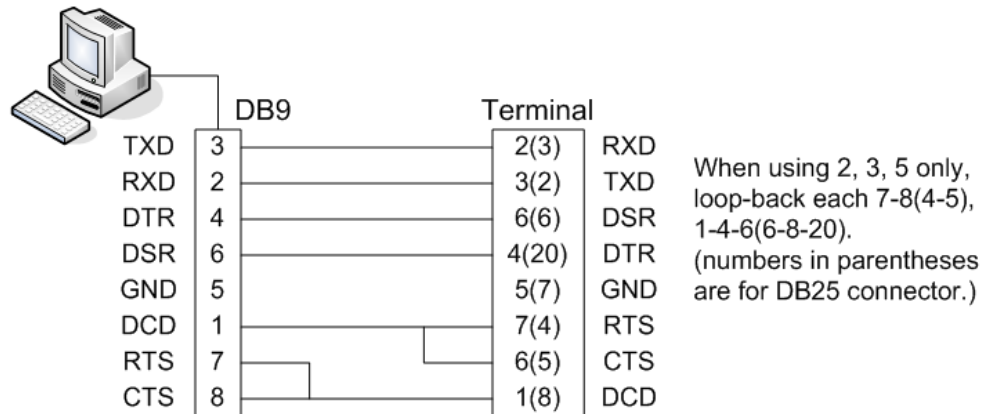 DB9 Terminal
TXD 3 2(3) RXD
RXD 2 3(2) TXD
DTR 4 6(6) DSR
DSR 6 4(20) DTR
GND 5 5(7) GND
DCD 1 7(4) RTS
RTS 7 6(5) CTS
CTS 8 1(8) DCD
When using 2, 3, 5 only,
loop-back each 7-8(4-5),
1-4-6(6-8-20).
(numbers in parentheses
are for DB25 connector.)